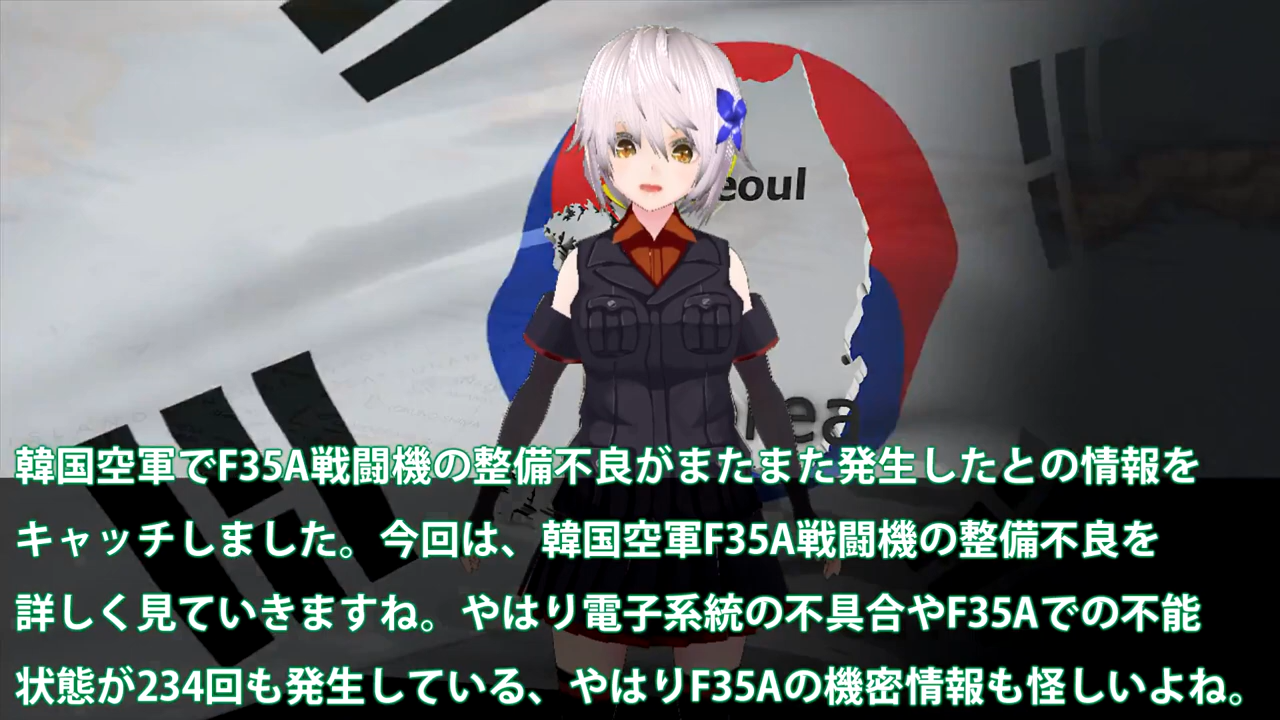 eoul
rea
韓国空軍でF35A戦闘機の整備不良がまたまた発生したとの情報を
キャッチしました。今回は、韓国空軍F35A戦闘機の整備不良を
詳しく見ていきますね。やはり電子系統の不具合やF35Aでの不能
状態が234回も発生している、やはりF35Aの機密情報も怪しいよね。